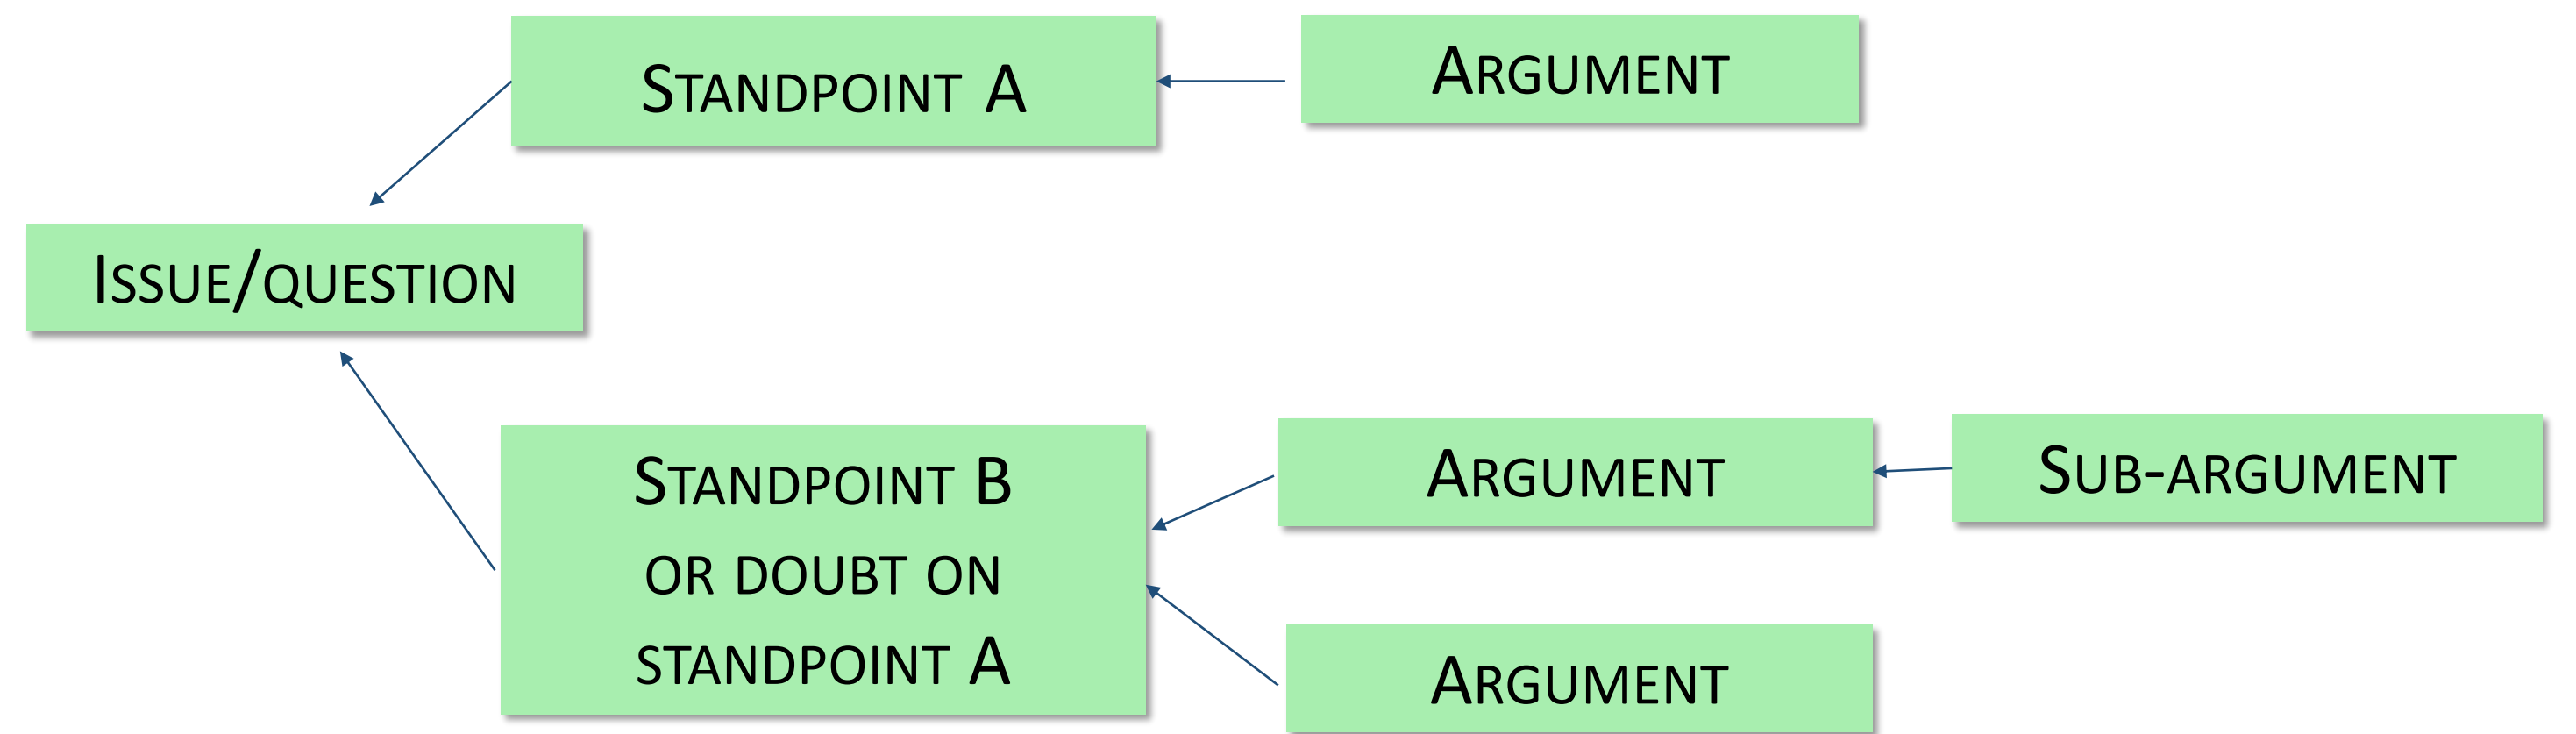 Standpoint A
Argument
Issue/question
Standpoint B
or doubt on
standpoint A
Argument
Sub-argument
Argument